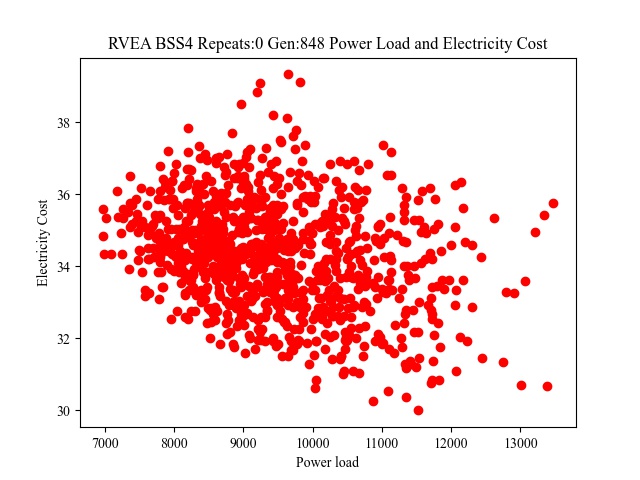 RVEA BSS4 Repeats:0 Gen:848 Power Load and Electricity Cost
38
36
34
32
30
Electricity Cost
7000 8000 9000 10000 11000 12000 13000
Power load